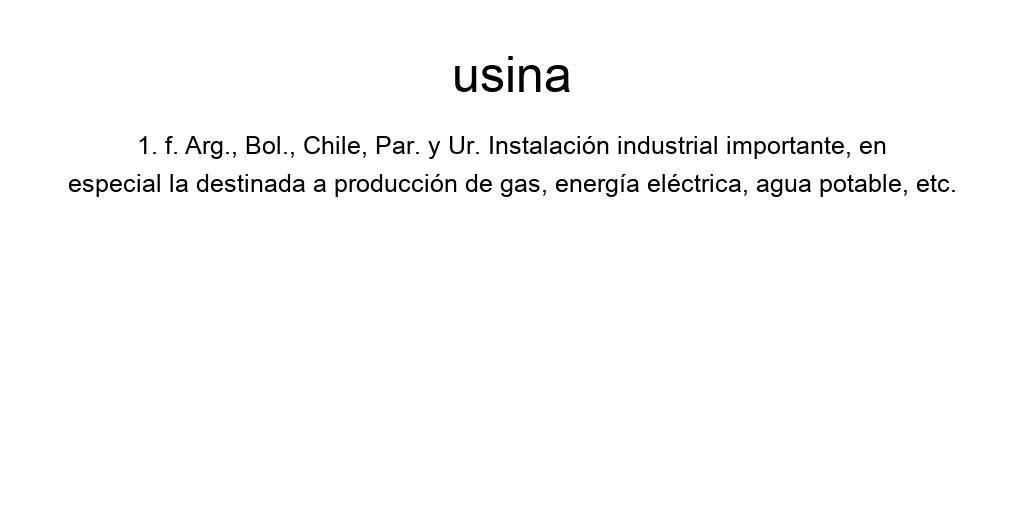 usina
1. f. Arg., Bol., Chile, Par. y Ur. Instalación industrial importante, en
especial la destinada a producción de gas, energía eléctrica, agua potable, etc.